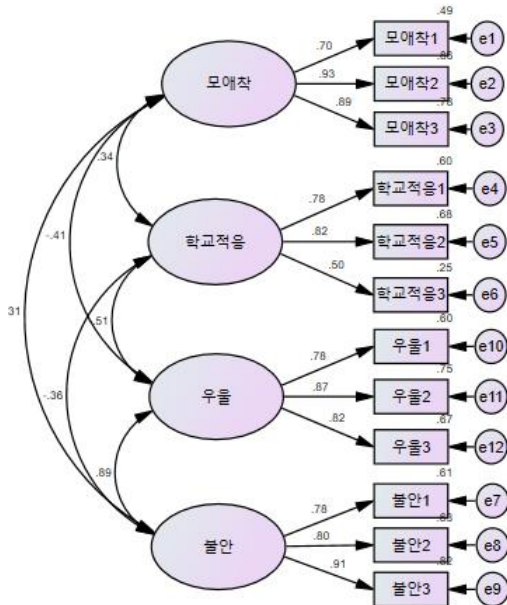 .49
모애착1
e1
.70
.86
모애착
.93
모애착2
e2
.89
.78
모애착3
e3
.34
.60
.78
학교적응1
e4
.68
학교적응
.82
학교적응2
e5
-.41
.50
.25
학교적응3
e6
31
.51
.60
.78
우울1
e10
.75
-.36
우울
.87
우울2
e11
.82
.67
우울3
e12
.89
.61
.78
불안1
e7
불안
.80
불안2
e8
.91
.82
불안3
e9